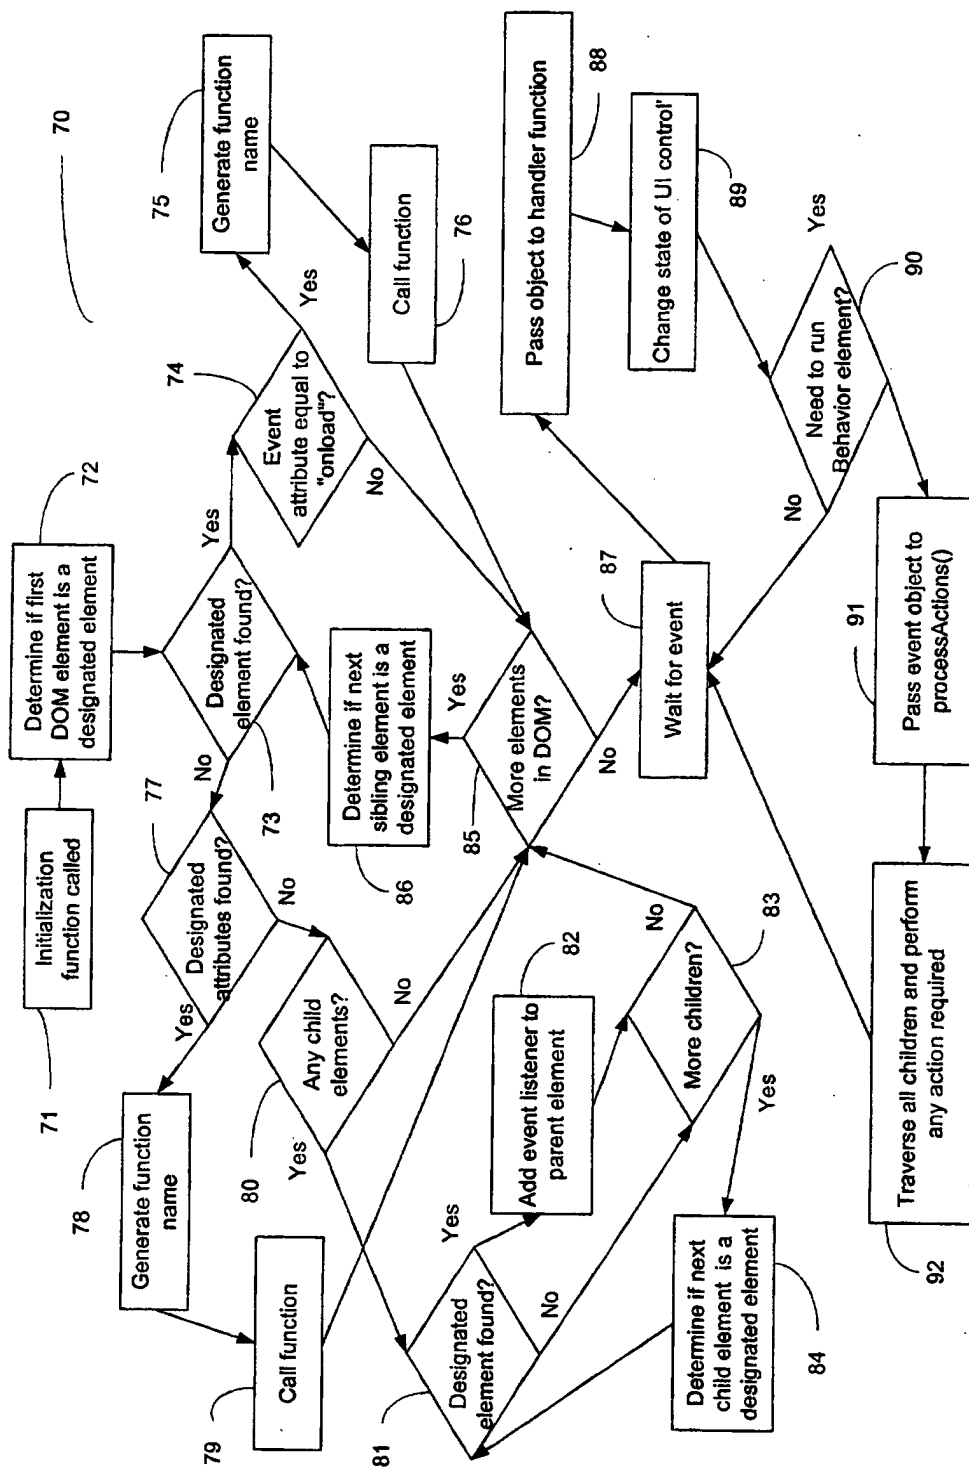 70
71
Initialization
function called
72
Determine if first
DOM element is a
designated element
Designated
element found?
73
Yes
No
74
Event
attribute equal to
"onload"?
Yes
No
75
Generate function
name
76
Call function
77
Designated
attributes found?
Yes
No
78
Generate function
name
79
Call function
80
Any child
elements?
Yes
No
81
Designated
element found?
Yes
No
82
Add event listener to
parent element
83
More children?
No
Yes
84
Determine if next
child element is a
designated element
85
More elements
in DOM?
Yes
No
86
Determine if next
sibling element is a
designated element
87
Wait for event
88
Pass object to handler function
89
Change state of UI control'
90
Need to run
Behavior element?
Yes
No
91
Pass event object to
processActions()
92
Traverse all children and perform
any action required